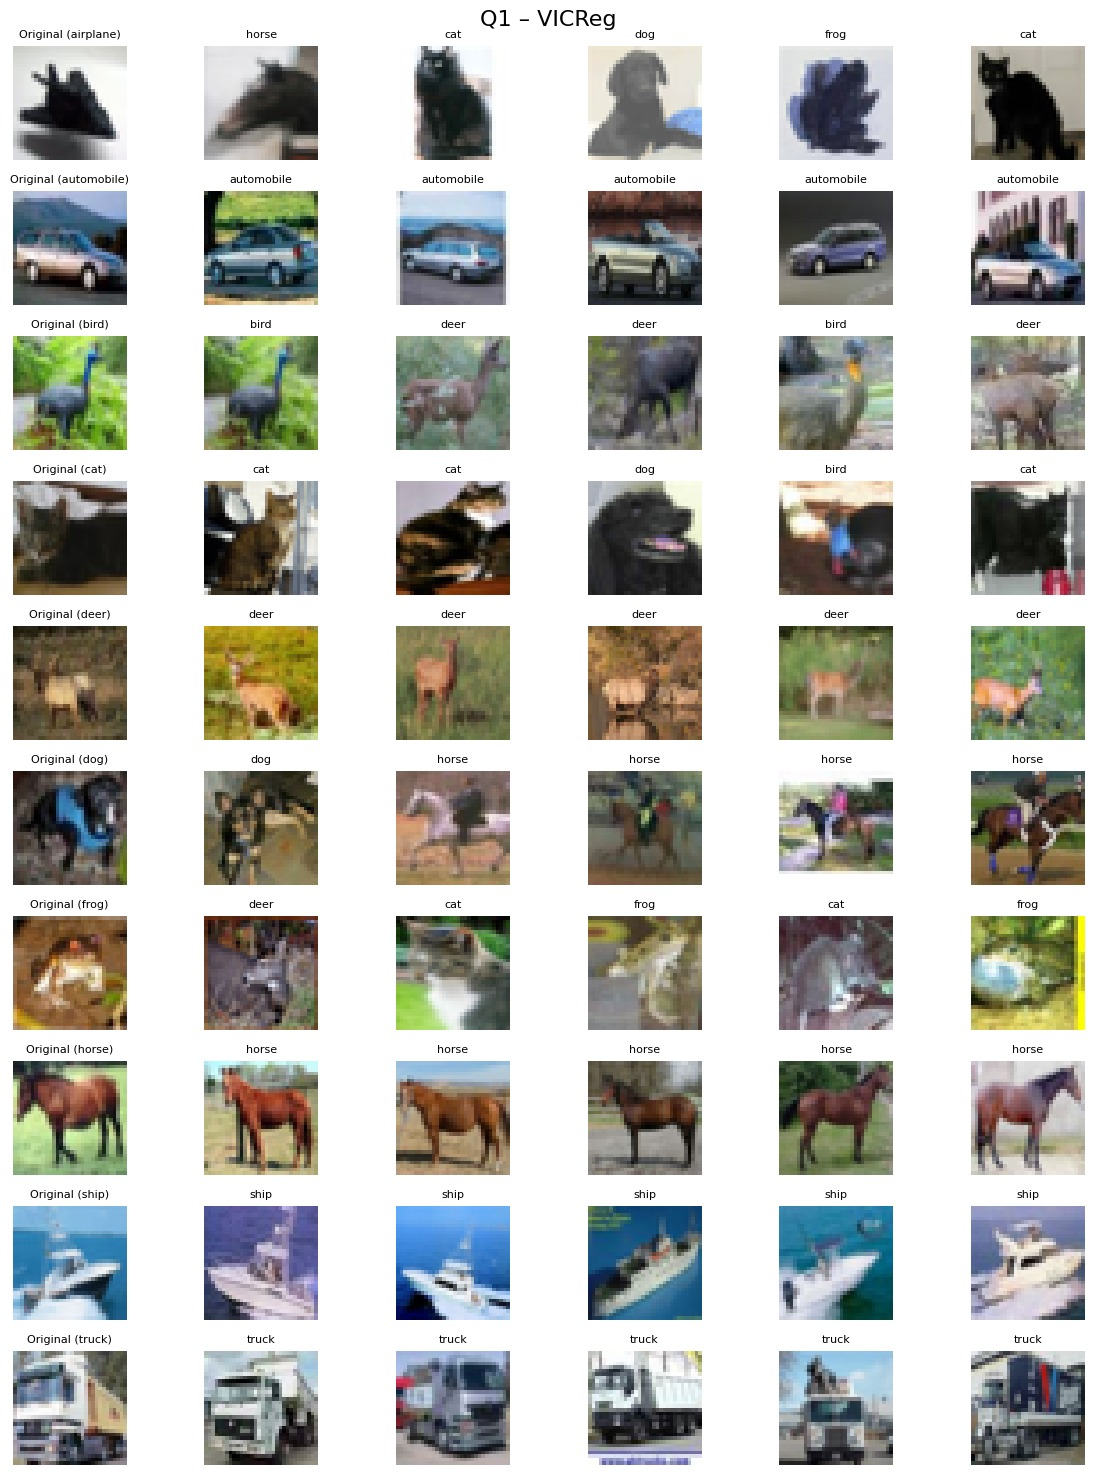 Q1 – VICReg
Original (airplane) horse cat dog frog cat
Original (automobile) automobile automobile automobile automobile automobile
Original (bird) bird deer deer bird deer
Original (cat) cat cat dog bird cat
Original (deer) deer deer deer deer deer
Original (dog) dog horse horse horse horse
Original (frog) deer cat frog cat frog
Original (horse) horse horse horse horse horse
Original (ship) ship ship ship ship ship
Original (truck) truck truck truck truck truck